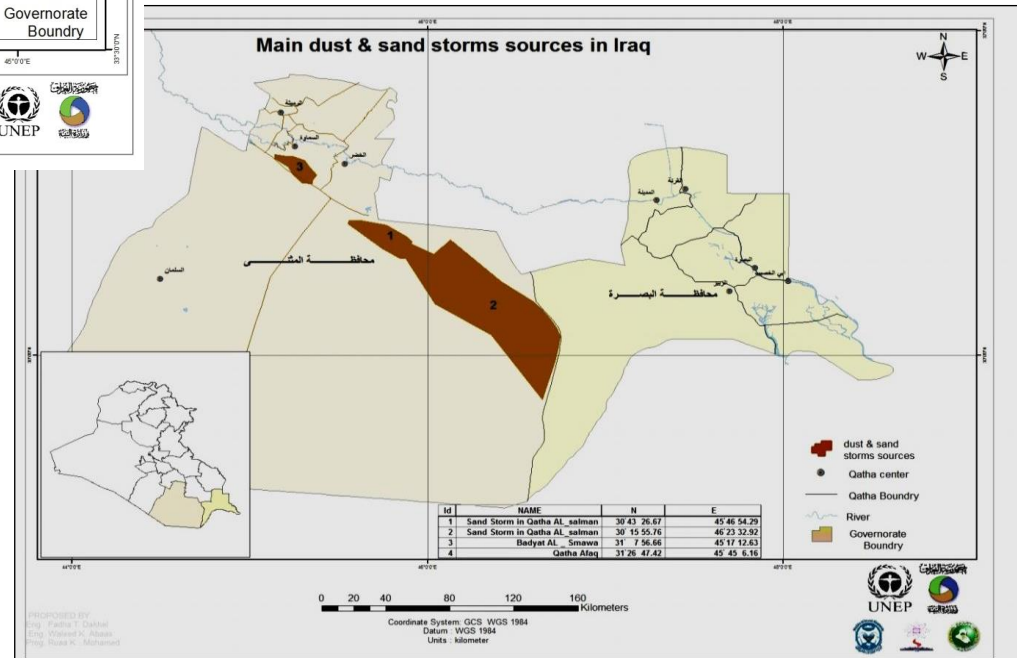 Governorate
Boundry
45°0'0"E
33°30'0"N
UNEP
Main dust & sand storms sources in Iraq
N
W
E
S
الرميثة
السماوة
الخضر
3
1
2
محافظـــــة المثنـــــى
السلمان
المدينة
القرنة
البصرة
أبي الخصيب
الزبير
محافظـــــة البصـــــرة
dust & sand
storms sources
Qatha center
Qatha Boundry
River
Governorate
Boundry
Id NAME N E
1 Sand Storm in Qatha AL_salman 30 43 26.67 45 46 54.29
2 Sand Storm in Qatha AL_salman 30 15 55.76 46 23 32.92
3 Badyat AL _ Smawa 31 7 56.66 45 17 12.63
4 Qatha Afaq 31 26 47.42 45 45 6.16
0 20 40 80 120 160
Kilometers
Coordinate System: GCS WGS 1984
Datum : WGS 1984
Units : kilometer
PROPOSED BY
UNEP